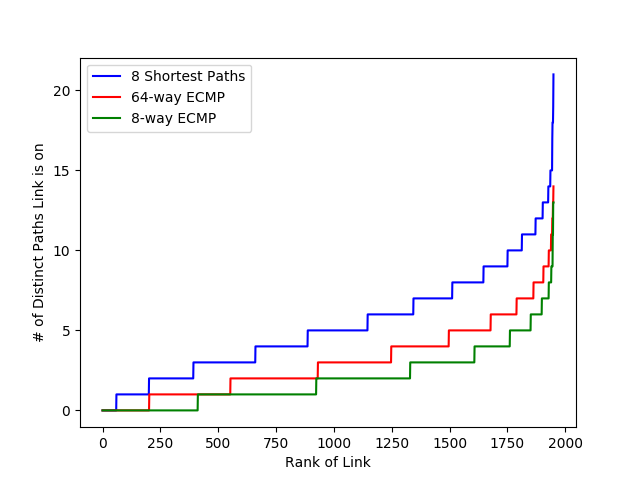 8 Shortest Paths
64-way ECMP
8-way ECMP
20
15
10
5
0
# of Distinct Paths Link is on
0 250 500 750 1000 1250 1500 1750 2000
Rank of Link